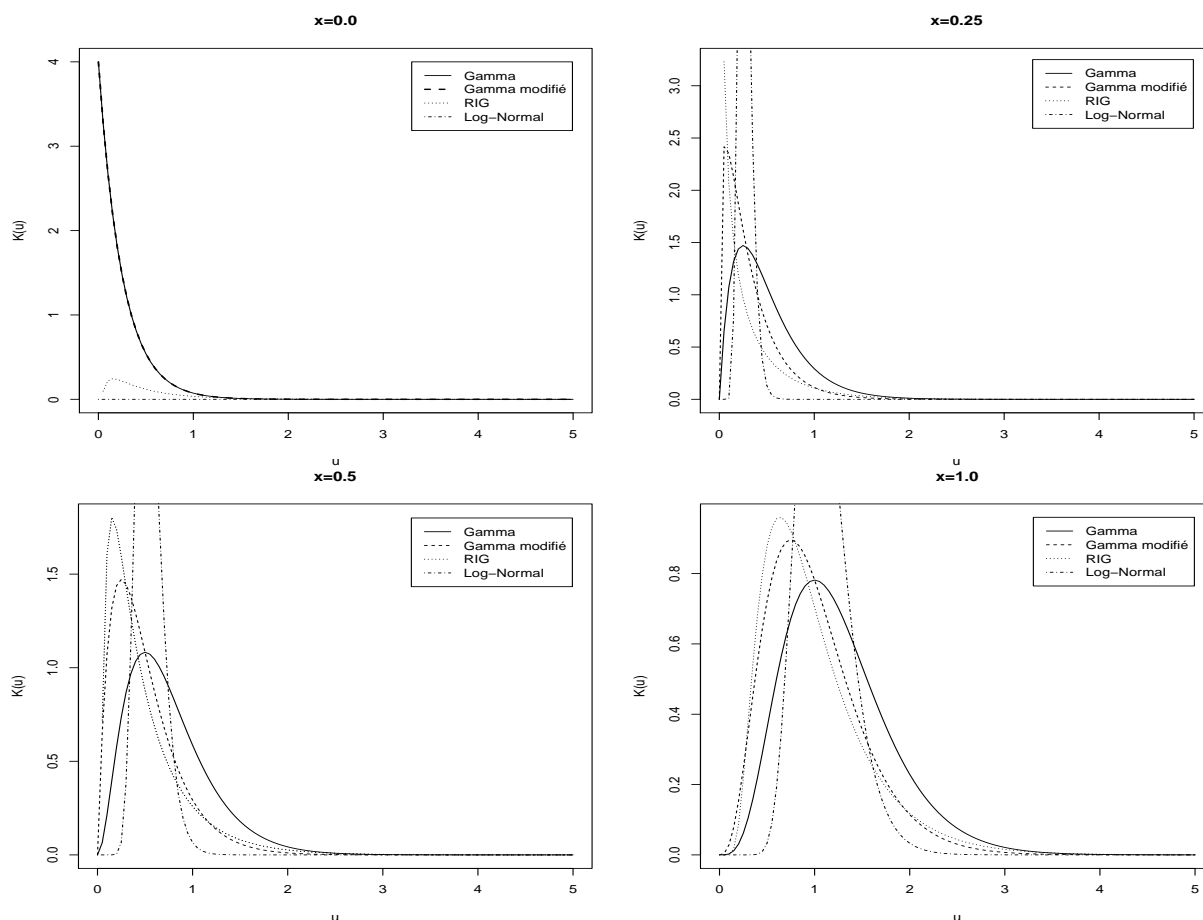 x=0.0
K(u)
4
3
2
1
0
Gamma
Gamma modifié
RIG
Log−Normal
0 1 2 3 4 5
u
x=0.25
K(u)
3.0
2.5
2.0
1.5
1.0
0.5
0.0
Gamma
Gamma modifié
RIG
Log−Normal
0 1 2 3 4 5
u
x=0.5
K(u)
1.5
1.0
0.5
0.0
Gamma
Gamma modifié
RIG
Log−Normal
0 1 2 3 4 5
u
x=1.0
K(u)
0.8
0.6
0.4
0.2
0.0
Gamma
Gamma modifié
RIG
Log−Normal
0 1 2 3 4 5
u